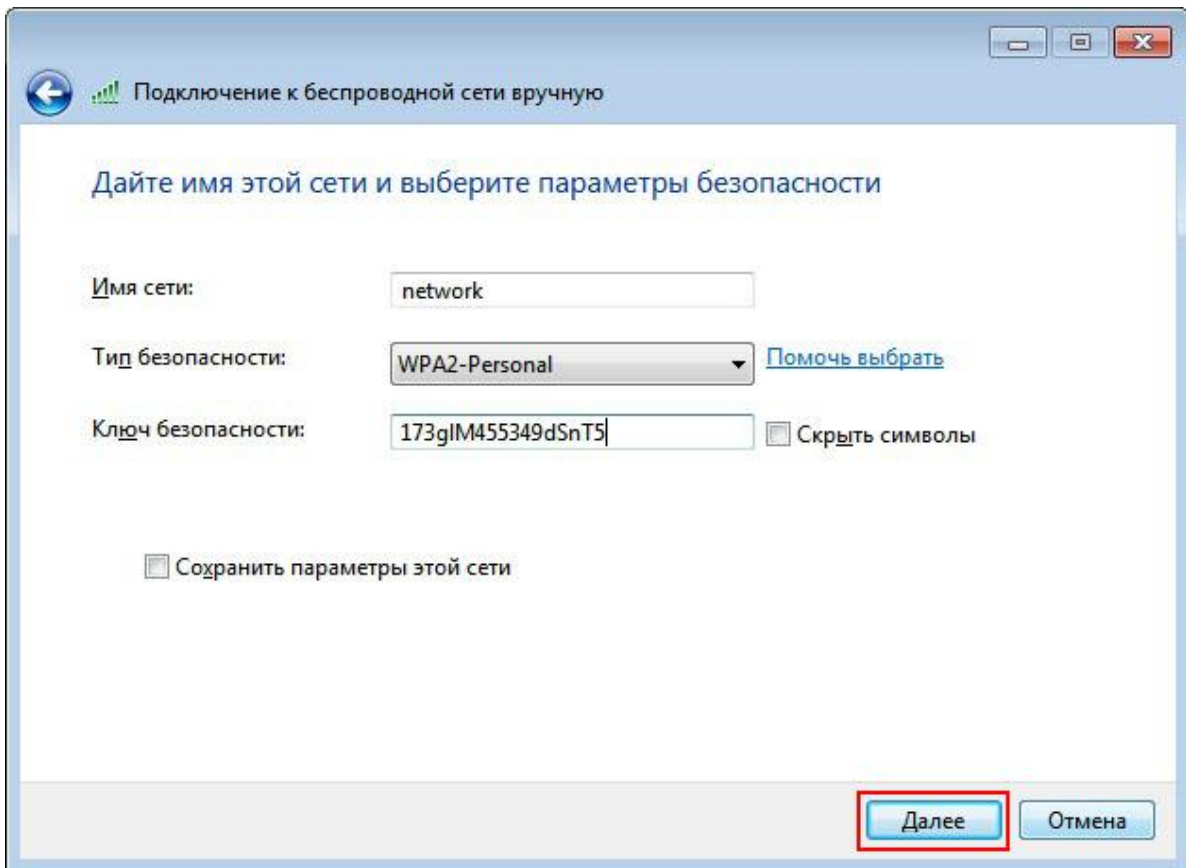 Подключение к беспроводной сети вручную
Дайте имя этой сети и выберите параметры безопасности
Имя сети:
network
Тип безопасности:
WPA2-Personal
Помочь выбрать
Ключ безопасности:
173glM455349dSnT5
Скрыть символы
Сохранить параметры этой сети
Далее
Отмена